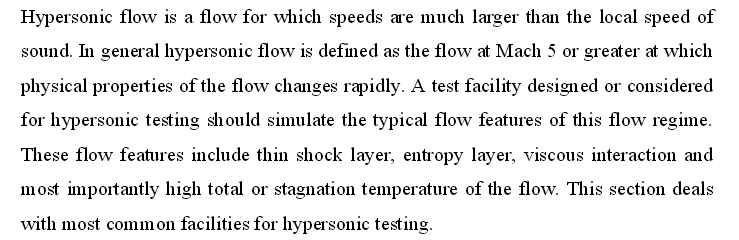 Hypersonic flow is a flow for which speeds are much larger than the local speed of
sound. In general hypersonic flow is defined as the flow at Mach 5 or greater at which
physical properties of the flow changes rapidly. A test facility designed or considered
for hypersonic testing should simulate the typical flow features of this flow regime.
These flow features include thin shock layer, entropy layer, viscous interaction and
most importantly high total or stagnation temperature of the flow. This section deals
with most common facilities for hypersonic testing.